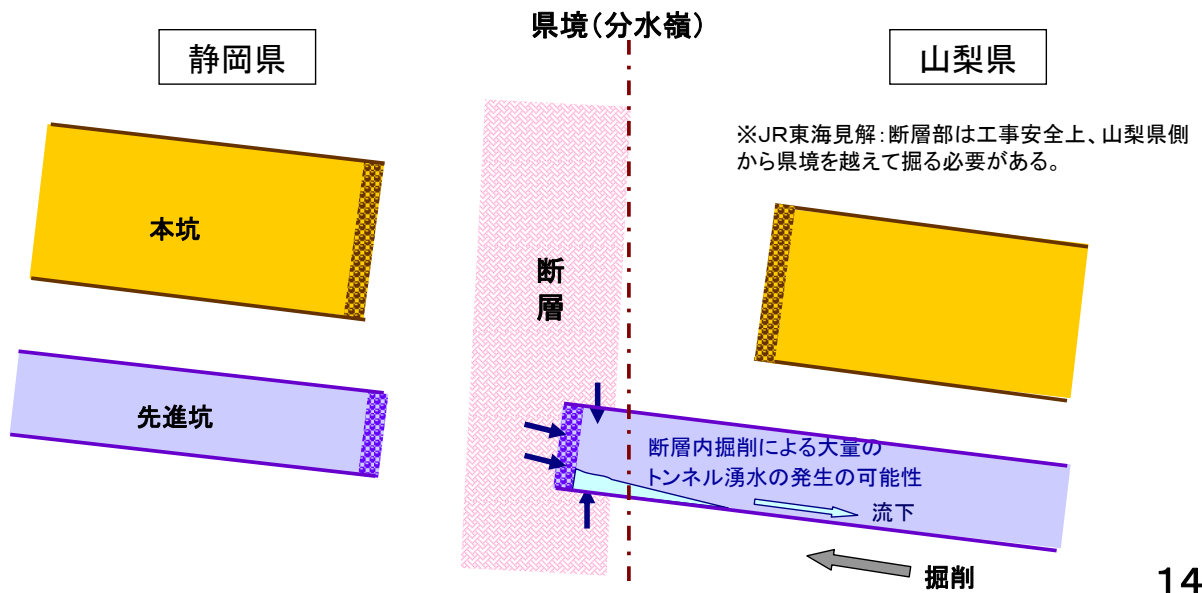 県境(分水嶺)
静岡県
山梨県
※JR東海見解:断層部は工事安全上、山梨県側
から県境を越えて掘る必要がある。
本坑
断層
先進坑
断層内掘削による大量の
トンネル湧水の発生の可能性
流下
掘削
14